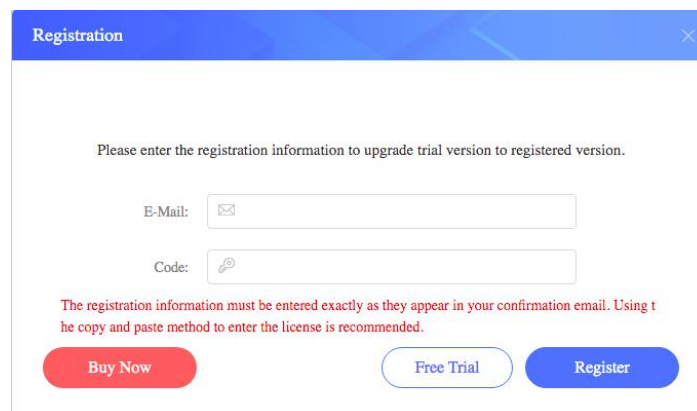 Registration
Please enter the registration information to upgrade trial version to registered version.
E-Mail:
Code:
The registration information must be entered exactly as they appear in your confirmation email. Using t
he copy and paste method to enter the license is recommended.
Buy Now
Free Trial
Register